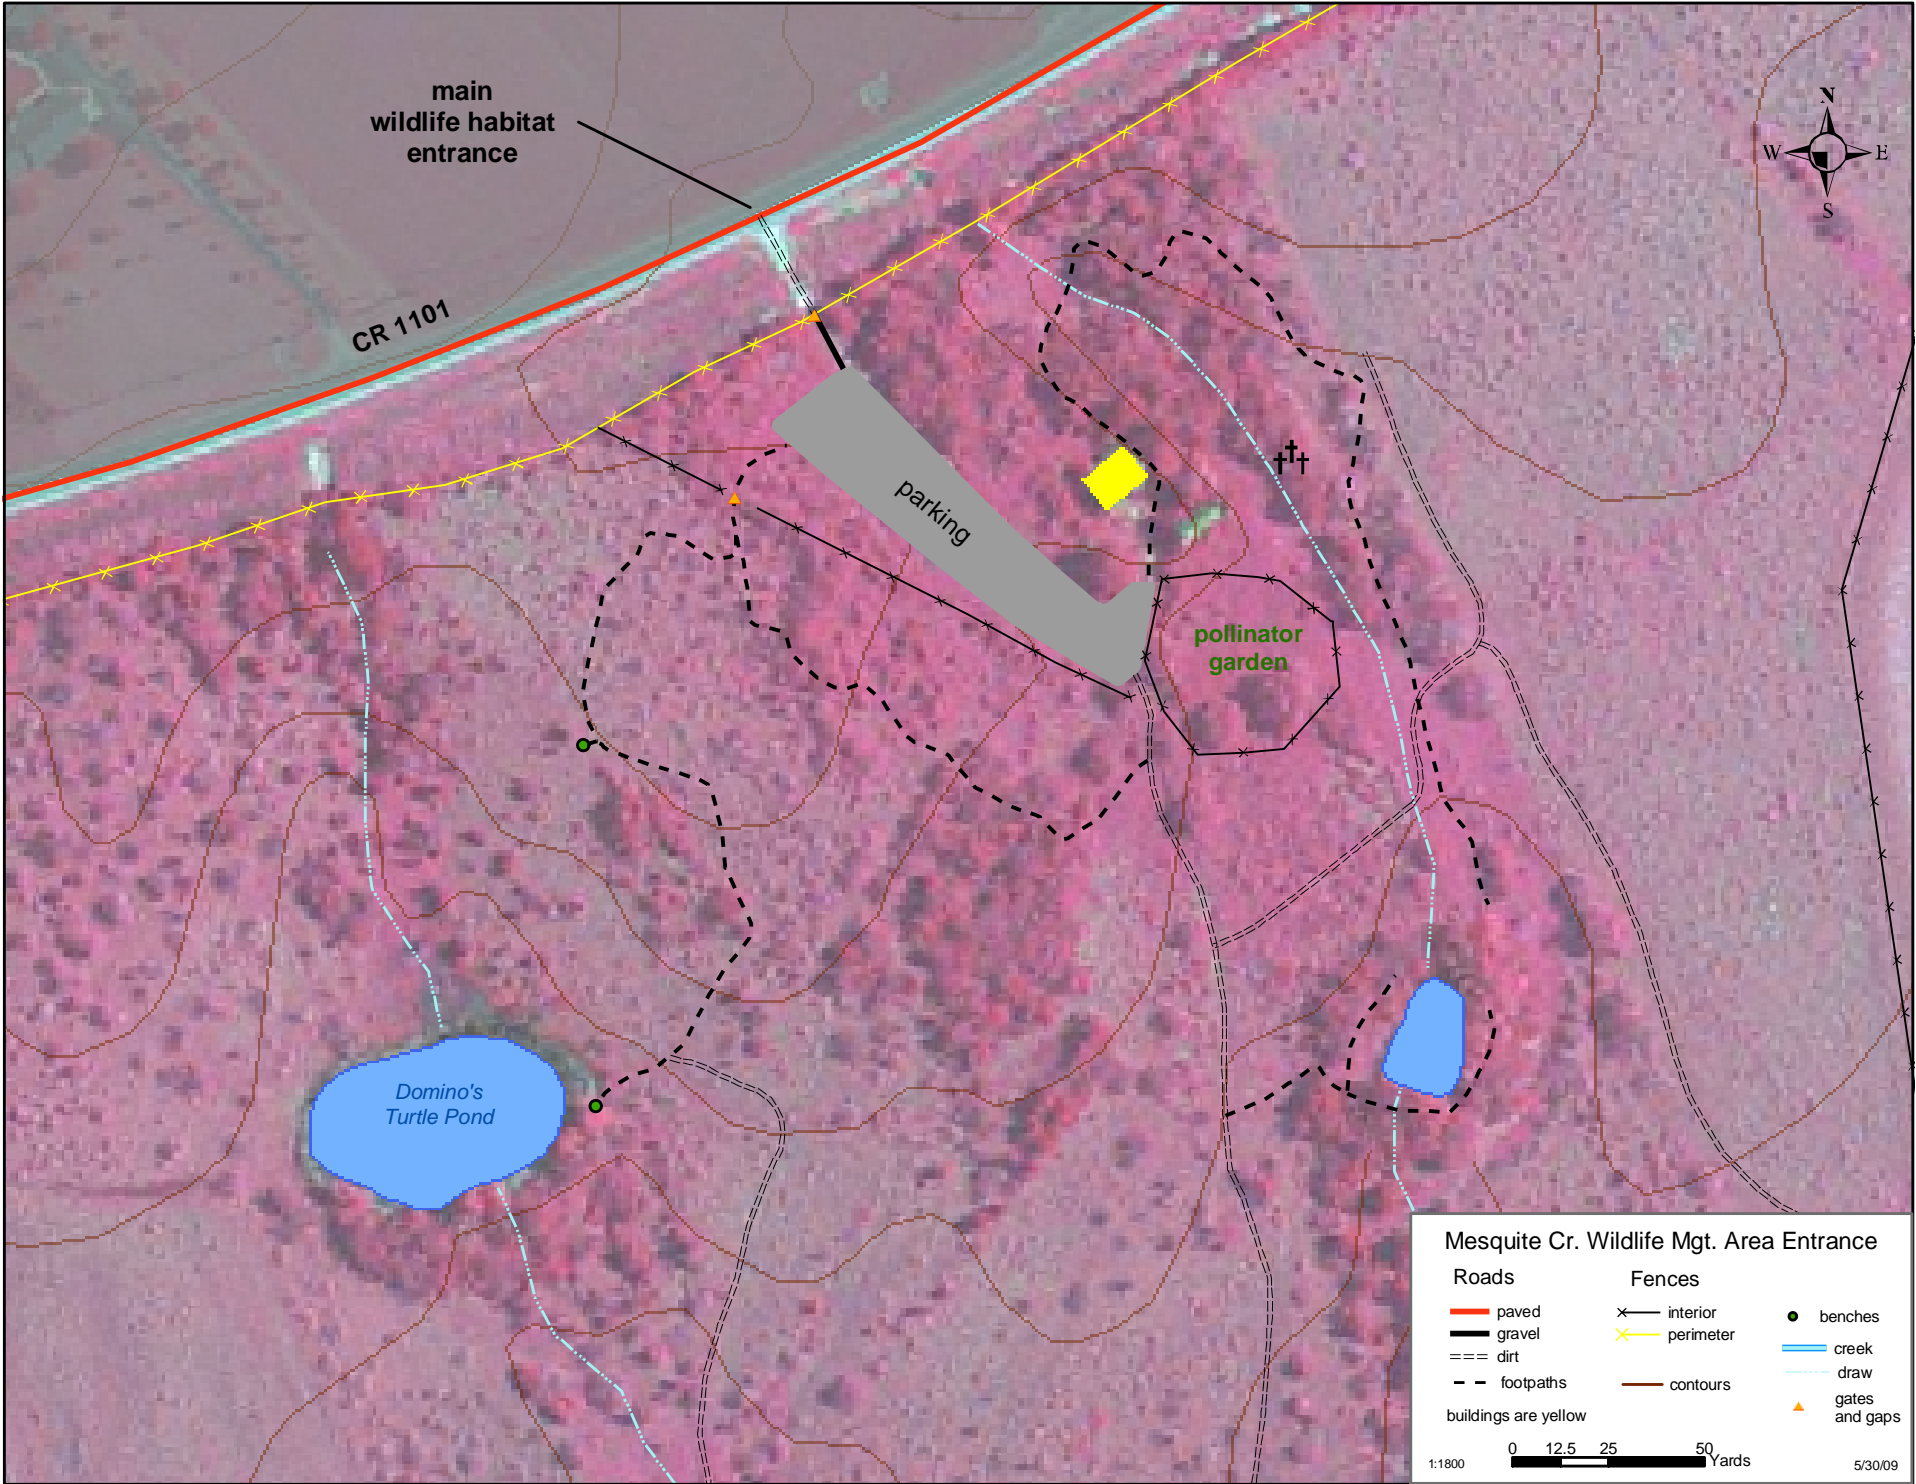 main
wildlife habitat
entrance
N
W E
S
CR 1101
parking
pollinator
garden
Domino's
Turtle Pond
Mesquite Cr. Wildlife Mgt. Area Entrance
Roads
paved
gravel
dirt
footpaths
buildings are yellow
Fences
interior
perimeter
contours
benches
creek
draw
gates
and gaps
1:1800
0 12.5 25 50
Yards
5/30/09